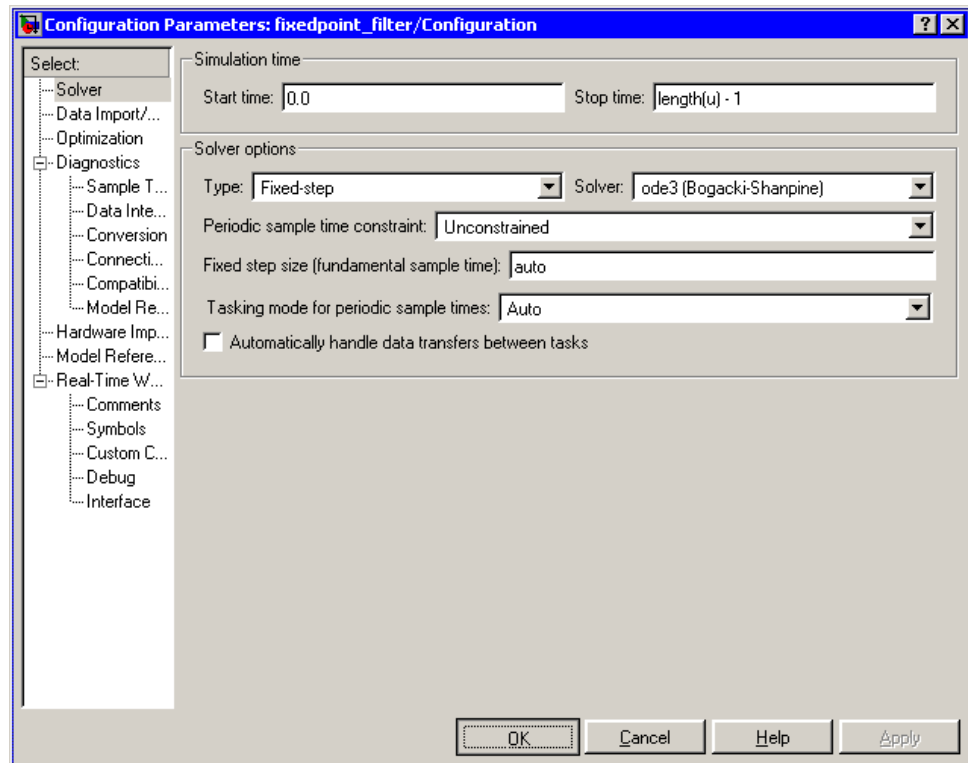 Configuration Parameters: fixedpoint_filter/Configuration
Select:
Solver
Data Import/...
Optimization
Diagnostics
Sample T...
Data Inte...
Conversion
Connecti...
Compatibi...
Model Re...
Hardware Imp...
Model Refere...
Real-Time W...
Comments
Symbols
Custom C...
Debug
Interface
Simulation time
Start time: 0.0 Stop time: length(u) - 1
Solver options
Type: Fixed-step Solver: ode3 (Bogacki-Shanpine)
Periodic sample time constraint: Unconstrained
Fixed step size (fundamental sample time): auto
Tasking mode for periodic sample times: Auto
Automatically handle data transfers between tasks
OK Cancel Help Apply